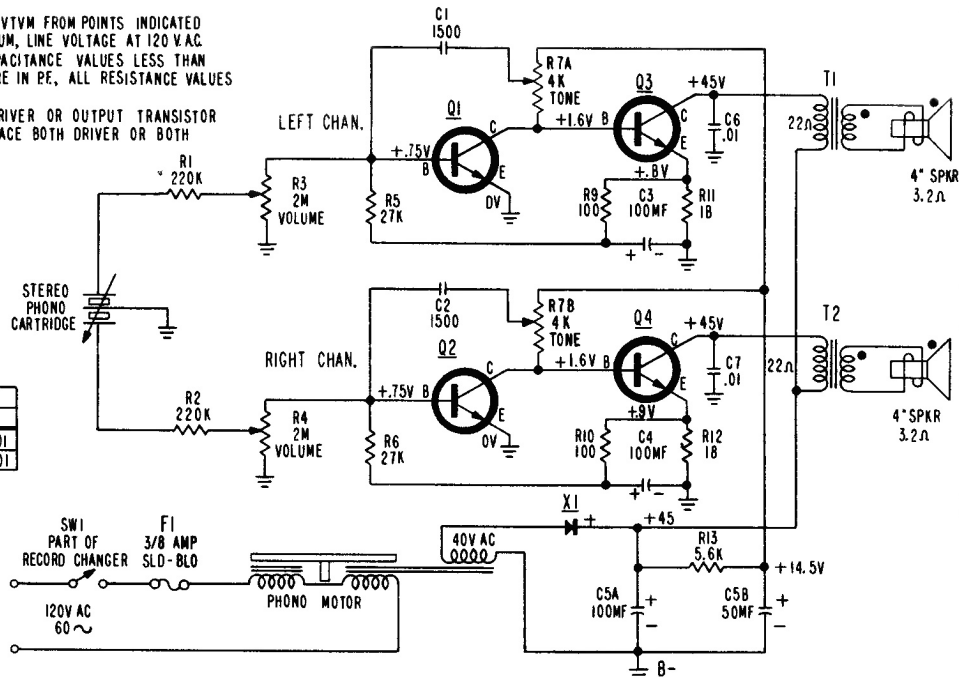 VTVM FROM POINTS INDICATED
UM, LINE VOLTAGE AT 120 V.AC.
PACITANCE VALUES LESS THAN
RE IN P.F., ALL RESISTANCE VALUES
RIVER OR OUTPUT TRANSISTOR
ACE BOTH DRIVER OR BOTH
C1
1500
R7A
4K
TONE
LEFT CHAN.
Q1
C
+.75V
B
E
0V
+1.6V B
Q3
C
E
+45V
C6
.01
T1
22Ω
4" SPKR
3.2Ω
R1
220K
R3
2M
VOLUME
R5
27K
+.8V
R9
100
C3
100MF
+ -
R11
18
STEREO
PHONO
CARTRIDGE
C2
1500
R7B
4K
TONE
RIGHT CHAN.
Q2
C
+.75V B
E
0V
+1.6V B
Q4
C
E
+45V
C7
.01
T2
22Ω
4" SPKR
3.2Ω
R2
220K
R4
2M
VOLUME
R6
27K
+.9V
R10
100
C4
100MF
+ -
R12
18
01
01
SW1
PART OF
RECORD CHANGER
F1
3/8 AMP
SLO-BLO
120V AC
60~
PHONO MOTOR
40V AC
X1
+
+45
R13
5.6K
+14.5V
C5A
100MF
+
-
C5B
50MF
+
-
B-